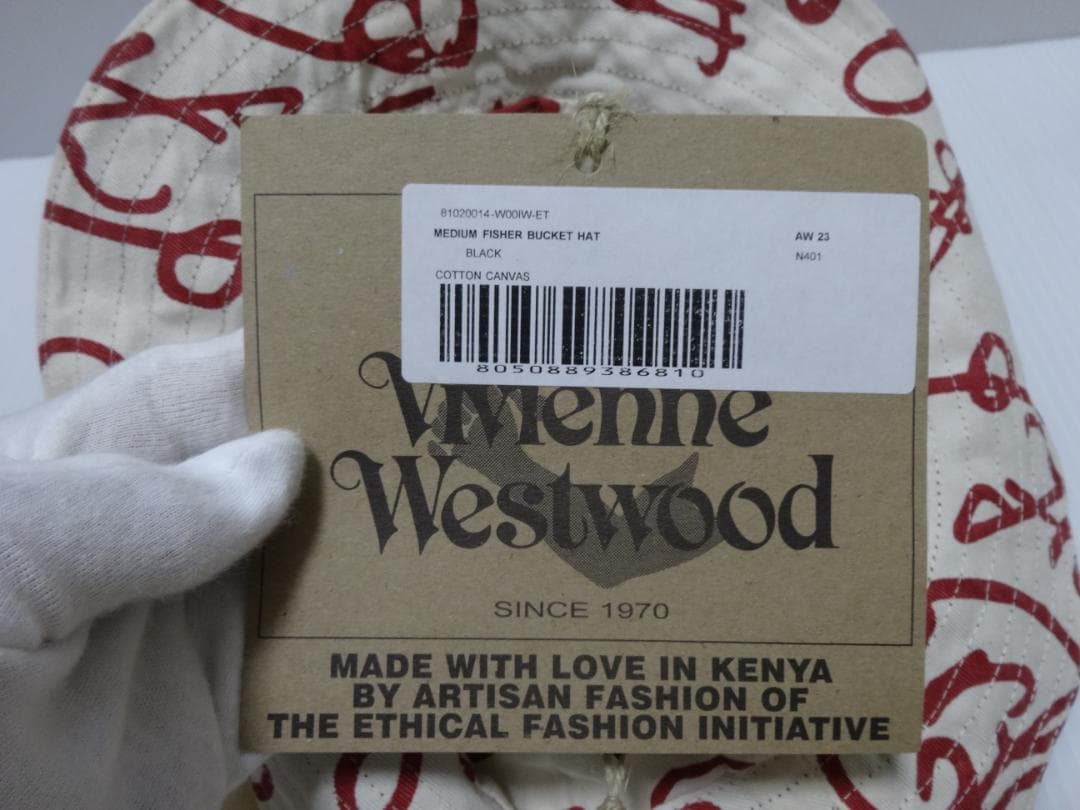 81020014-W00IW-ET
MEDIUM FISHER BUCKET HAT AW 23
BLACK N401
COTTON CANVAS
8050889386810
Vivienne
Westwood
SINCE 1970
MADE WITH LOVE IN KENYA
BY ARTISAN FASHION OF
THE ETHICAL FASHION INITIATIVE